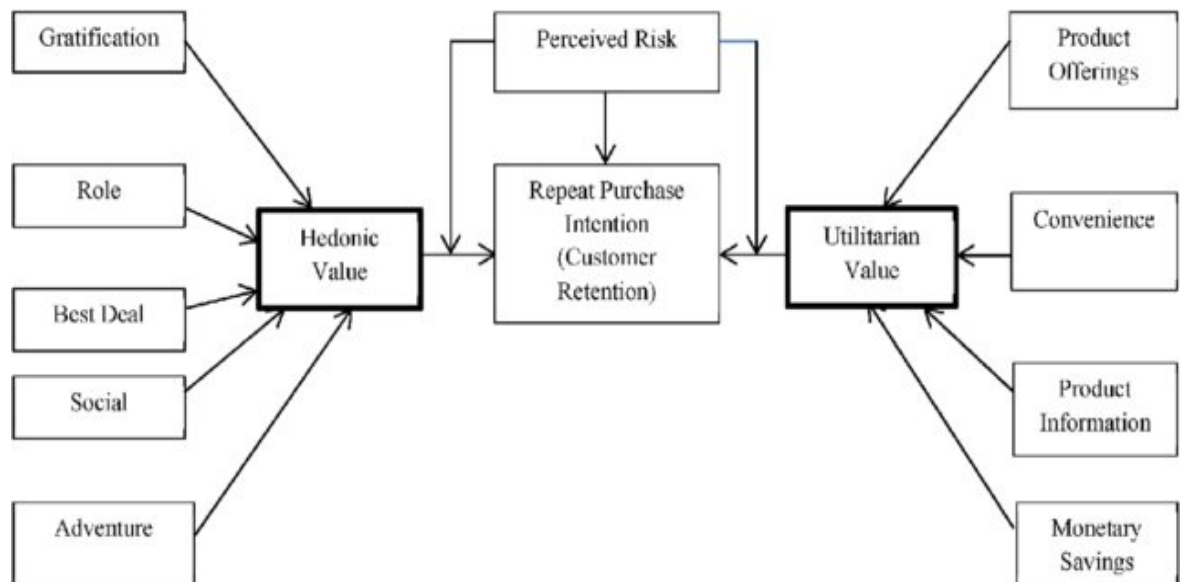 Gratification
Perceived Risk
Product
Offerings
Role
Repeat Purchase
Intention
(Customer
Retention)
Hedonic
Value
Utilitarian
Value
Convenience
Best Deal
Social
Product
Information
Adventure
Monetary
Savings